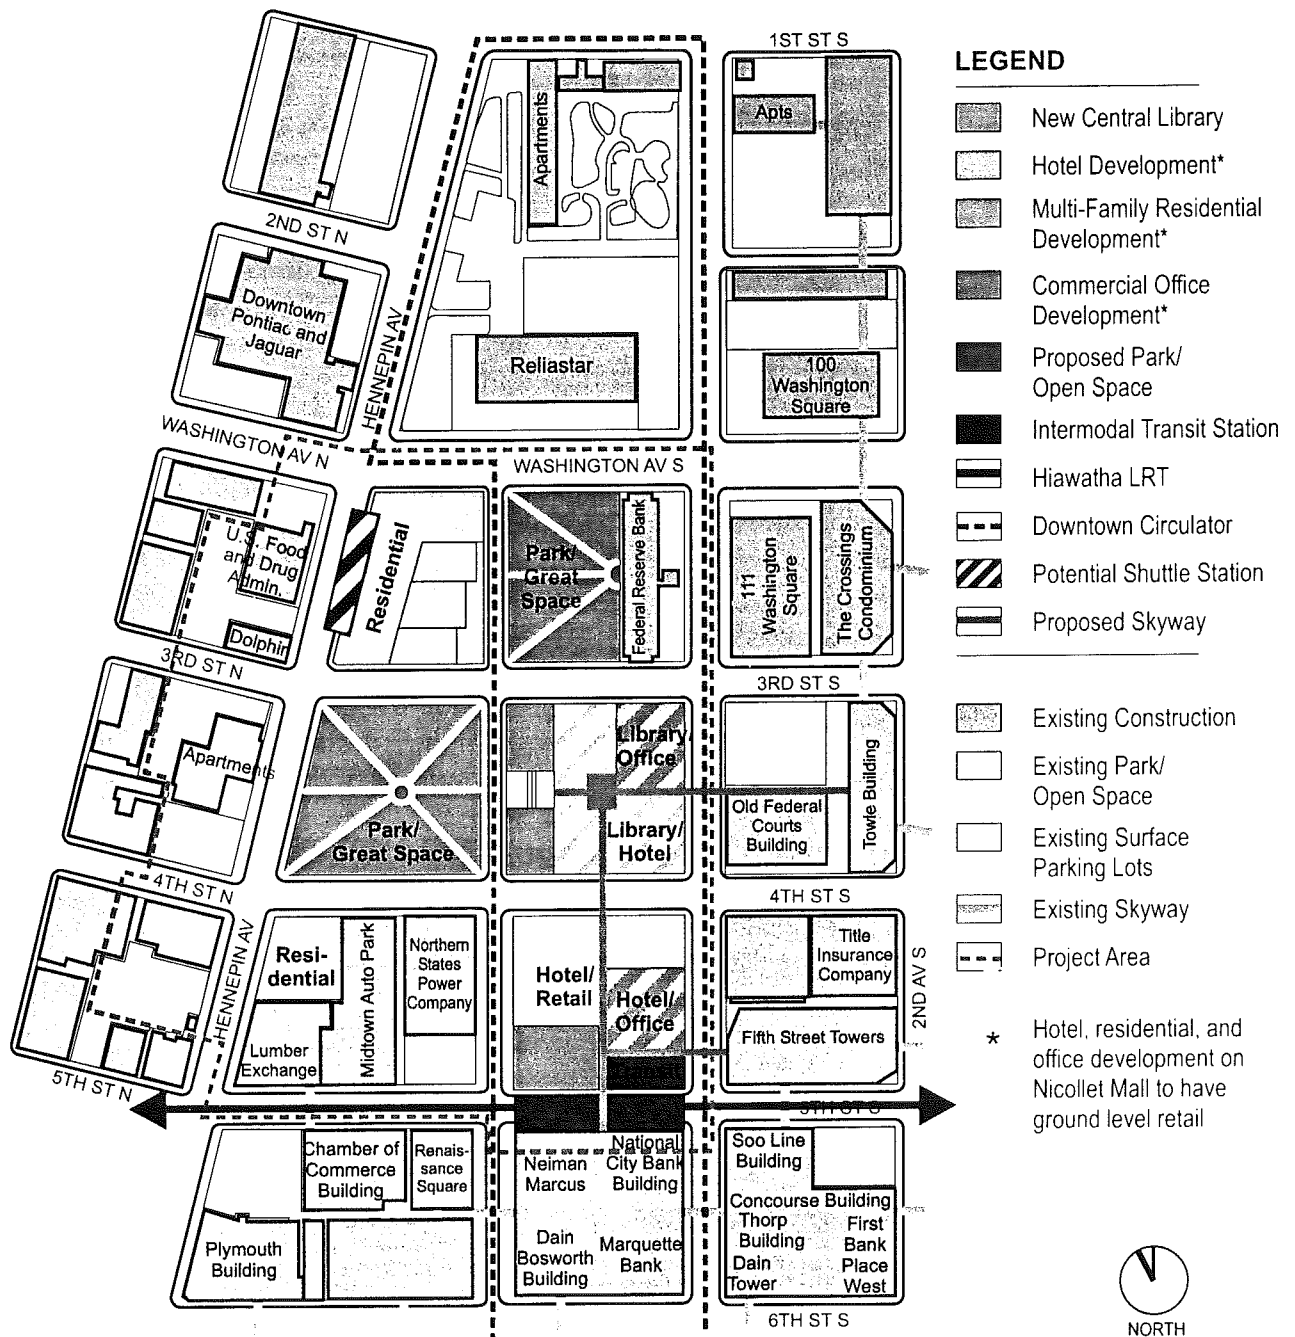 1ST ST S
Apartments
Apts
2ND ST N
Downtown
Pontiac and
Jaguar
HENNEPIN AV
Reliastar
100
Washington
Square
WASHINGTON AV N
WASHINGTON AV S
U.S. Food
and Drug
Admin.
Dolphin
Residential
Park/
Great
Space
Federal Reserve Bank
111
Washington
Square
The Crossings
Condominium
3RD ST N
3RD ST S
Apartments
Park/
Great Space
Library/
Office
Library/
Hotel
Old Federal
Courts
Building
Towle Building
4TH ST N
4TH ST S
HENNEPIN AV
Resi-
dential
Lumber
Exchange
Midtown Auto Park
Northern
States
Power
Company
Hotel/
Retail
Hotel/
Office
Transit
Title
Insurance
Company
Fifth Street Towers
2ND AV S
5TH ST N
5TH ST S
Chamber of
Commerce
Building
Renais-
sance
Square
Plymouth
Building
Neiman
Marcus
National
City Bank
Building
Dain
Bosworth
Building
Marquette
Bank
Soo Line
Building
Concourse Building
Thorp
Building
Dain
Tower
First
Bank
Place
West
6TH ST S
LEGEND
New Central Library
Hotel Development*
Multi-Family Residential
Development*
Commercial Office
Development*
Proposed Park/
Open Space
Intermodal Transit Station
Hiawatha LRT
Downtown Circulator
Potential Shuttle Station
Proposed Skyway
Existing Construction
Existing Park/
Open Space
Existing Surface
Parking Lots
Existing Skyway
Project Area
* Hotel, residential, and
office development on
Nicollet Mall to have
ground level retail
NORTH